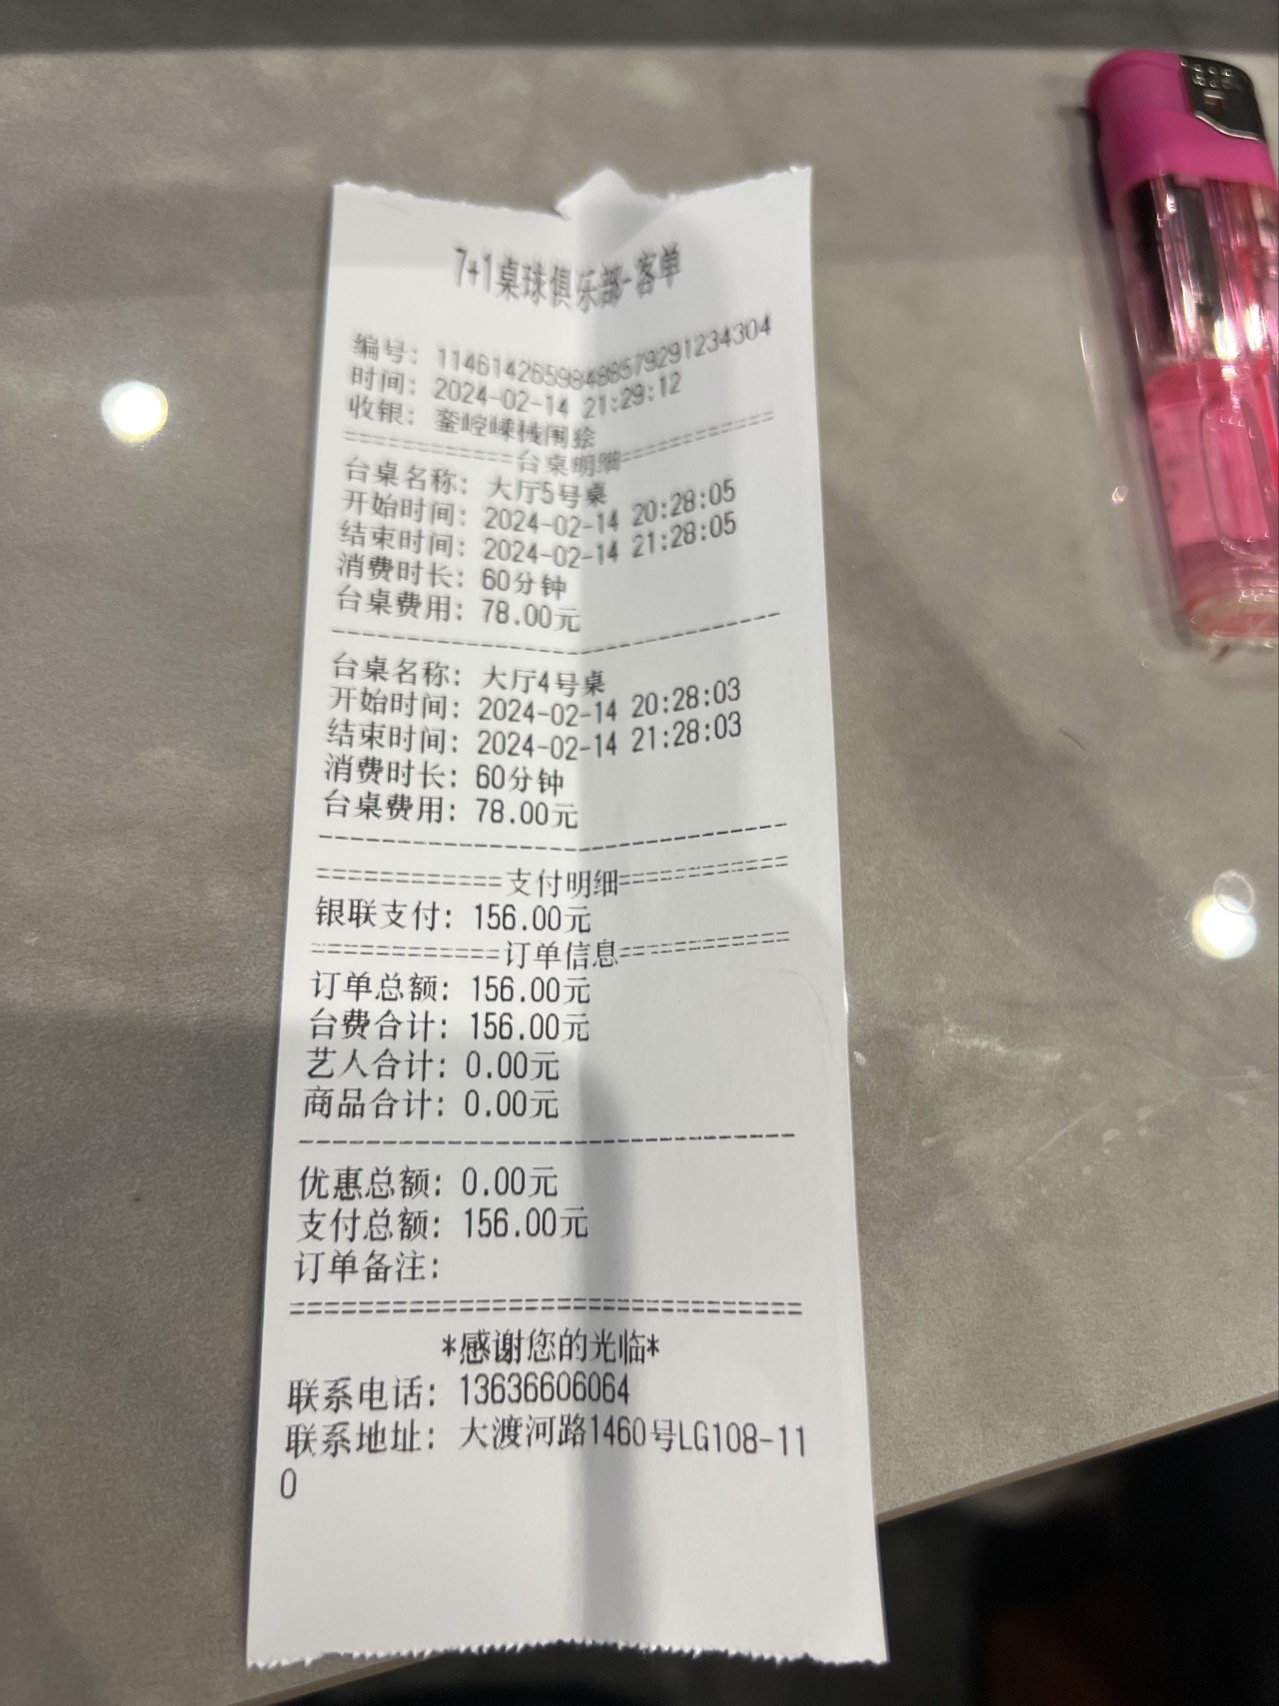 7+1桌球俱乐部-客单
编号: 1146142659848857929​1234304
时间: 2024-02-14 21:29:12
收银:
===========台桌明细===========
台桌名称: 大厅5号桌
开始时间: 2024-02-14 20:28:05
结束时间: 2024-02-14 21:28:05
消费时长: 60分钟
台桌费用: 78.00元
--------------------------------
台桌名称: 大厅4号桌
开始时间: 2024-02-14 20:28:03
结束时间: 2024-02-14 21:28:03
消费时长: 60分钟
台桌费用: 78.00元
--------------------------------
============支付明细===========
银联支付: 156.00元
============订单信息===========
订单总额: 156.00元
台费合计: 156.00元
艺人合计: 0.00元
商品合计: 0.00元
--------------------------------
优惠总额: 0.00元
支付总额: 156.00元
订单备注:
================================
*感谢您的光临*
联系电话: 13636606064
联系地址: 大渡河路1460号LG108-11
0